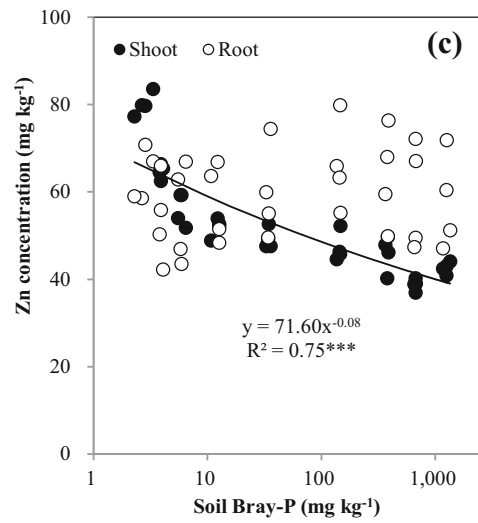 100
Shoot Root (c)
80
60
40
20
0
Zn concentration (mg kg⁻¹)
y = 71.60x⁻⁰·⁰⁸
R² = 0.75***
1 10 100 1,000
Soil Bray-P (mg kg⁻¹)